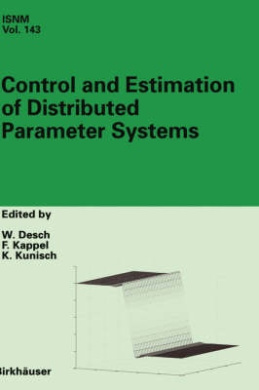 ISNM
Vol. 143
Control and Estimation
of Distributed
Parameter Systems
Edited by
W. Desch
F. Kappel
K. Kunisch
Birkhäuser